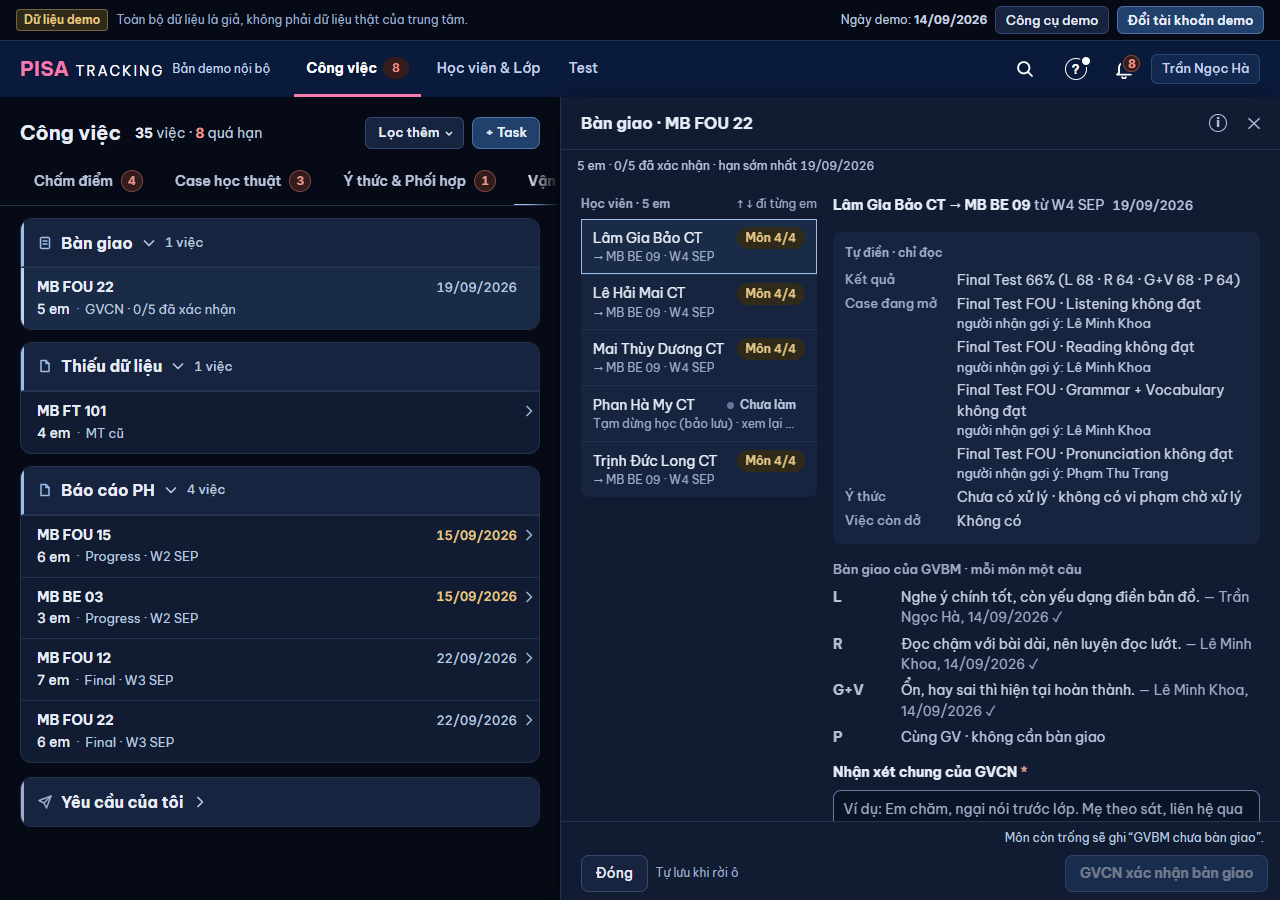 Dữ liệu demo Toàn bộ dữ liệu là giả, không phải dữ liệu thật của trung tâm.
Ngày demo: 14/09/2026 Công cụ demo Đổi tài khoản demo
PISA TRACKING Bản demo nội bộ Công việc 8 Học viên & Lớp Test
? 8 Trần Ngọc Hà
Công việc 35 việc · 8 quá hạn Lọc thêm + Task
Chấm điểm 4 Case học thuật 3 Ý thức & Phối hợp 1 Vận
Bàn giao 1 việc
MB FOU 22 19/09/2026
5 em · GVCN · 0/5 đã xác nhận
Thiếu dữ liệu 1 việc
MB FT 101
4 em · MT cũ
Báo cáo PH 4 việc
MB FOU 15 15/09/2026
6 em · Progress · W2 SEP
MB BE 03 15/09/2026
3 em · Progress · W2 SEP
MB FOU 12 22/09/2026
7 em · Final · W3 SEP
MB FOU 22 22/09/2026
6 em · Final · W3 SEP
Yêu cầu của tôi
Bàn giao · MB FOU 22
5 em · 0/5 đã xác nhận · hạn sớm nhất 19/09/2026
Học viên · 5 em ↑↓ đi từng em
Lâm Gia Bảo CT Môn 4/4
→ MB BE 09 · W4 SEP
Lê Hải Mai CT Môn 4/4
→ MB BE 09 · W4 SEP
Mai Thùy Dương CT Môn 4/4
→ MB BE 09 · W4 SEP
Phan Hà My CT Chưa làm
Tạm dừng học (bảo lưu) · xem lại ...
Trịnh Đức Long CT Môn 4/4
→ MB BE 09 · W4 SEP
Lâm Gia Bảo CT → MB BE 09 từ W4 SEP 19/09/2026
Tự điền · chỉ đọc
Kết quả Final Test 66% (L 68 · R 64 · G+V 68 · P 64)
Case đang mở Final Test FOU · Listening không đạt
người nhận gợi ý: Lê Minh Khoa
Final Test FOU · Reading không đạt
người nhận gợi ý: Lê Minh Khoa
Final Test FOU · Grammar + Vocabulary
không đạt
người nhận gợi ý: Lê Minh Khoa
Final Test FOU · Pronunciation không đạt
người nhận gợi ý: Phạm Thu Trang
Ý thức Chưa có xử lý · không có vi phạm chờ xử lý
Việc còn dở Không có
Bàn giao của GVBM · mỗi môn một câu
L Nghe ý chính tốt, còn yếu dạng điền bản đồ. — Trần
Ngọc Hà, 14/09/2026 ✓
R Đọc chậm với bài dài, nên luyện đọc lướt. — Lê Minh
Khoa, 14/09/2026 ✓
G+V Ổn, hay sai thì hiện tại hoàn thành. — Lê Minh Khoa,
14/09/2026 ✓
P Cùng GV · không cần bàn giao
Nhận xét chung của GVCN *
Ví dụ: Em chăm, ngại nói trước lớp. Mẹ theo sát, liên hệ qua
Môn còn trống sẽ ghi “GVBM chưa bàn giao”.
Đóng Tự lưu khi rời ô GVCN xác nhận bàn giao